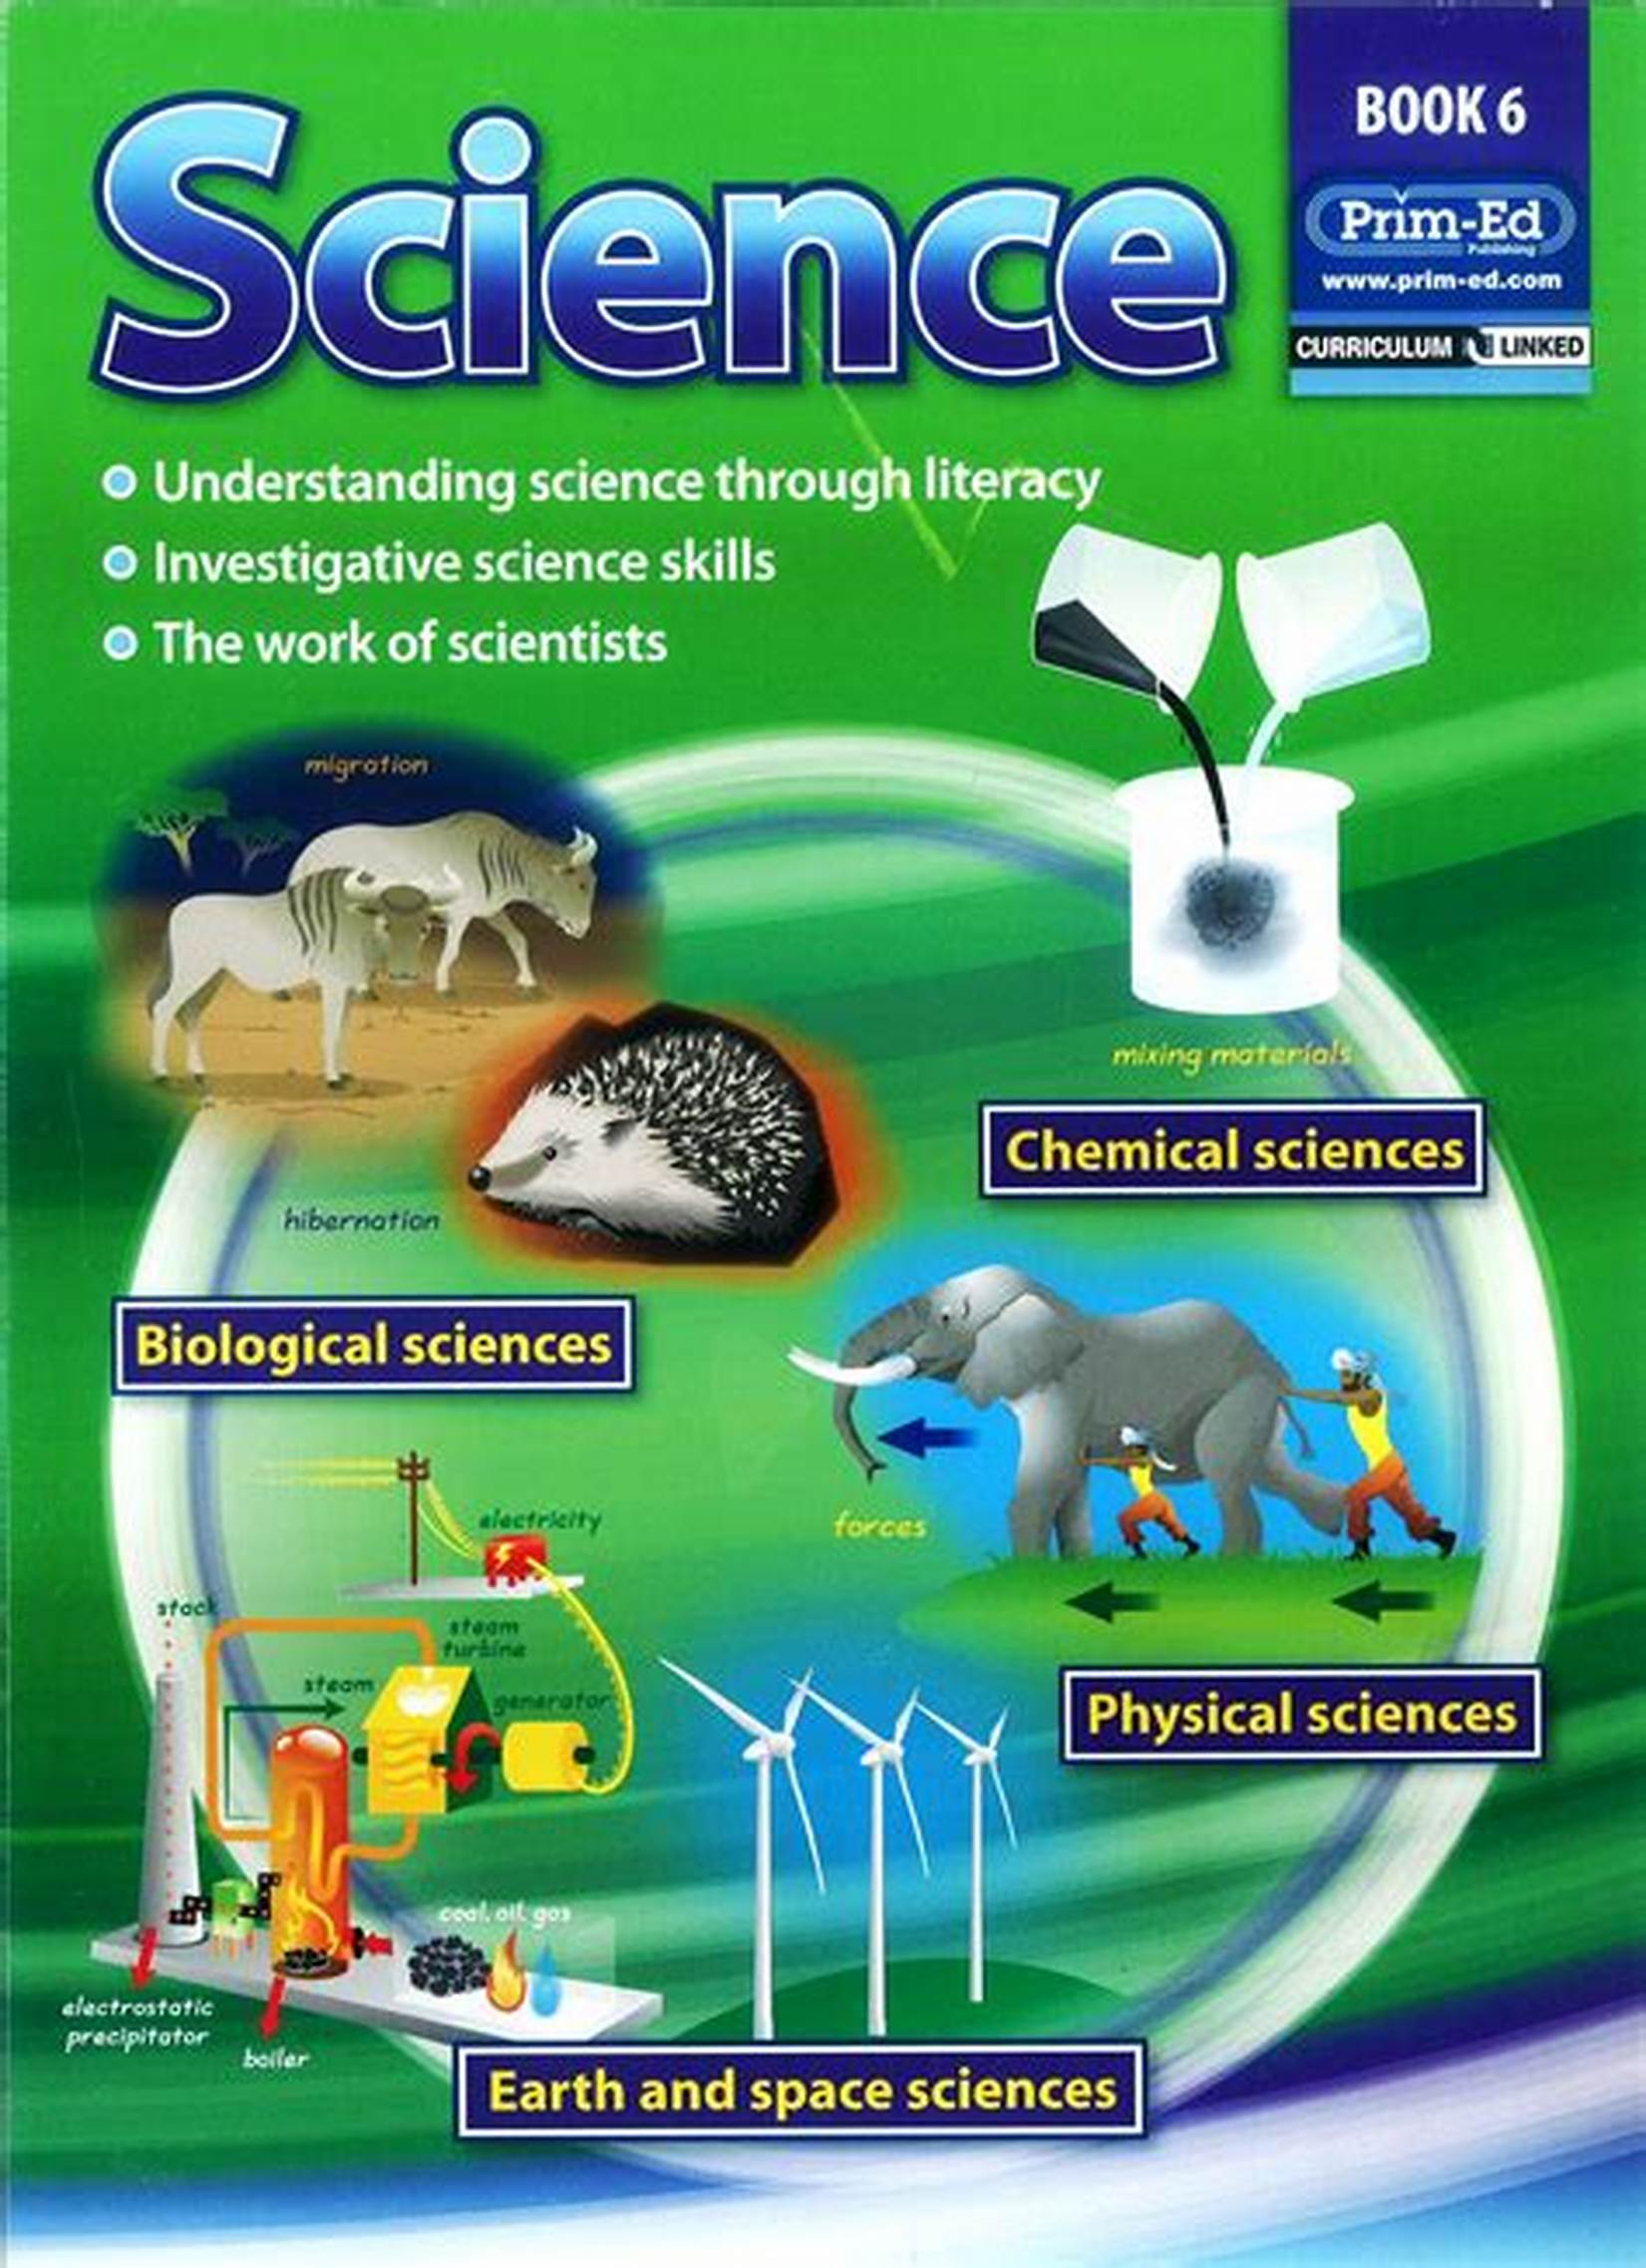 BOOK 6
Prim-Ed
Publishing
www.prim-ed.com
CURRICULUM LINKED
Science
Understanding science through literacy
Investigative science skills
The work of scientists
migration
mixing materials
Chemical sciences
hibernation
Biological sciences
electricity
forces
stack
steam
turbine
steam
generator
Physical sciences
coal, oil, gas
electrostatic
precipitator
boiler
Earth and space sciences